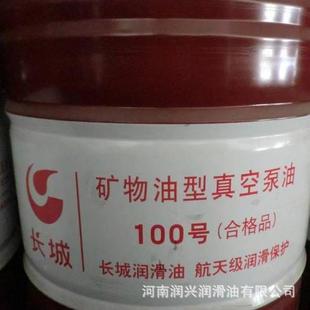 矿物油型真空泵油
100号(合格品)
长城
长城润滑油 航天级润滑保护
河南润兴润滑油有限公司